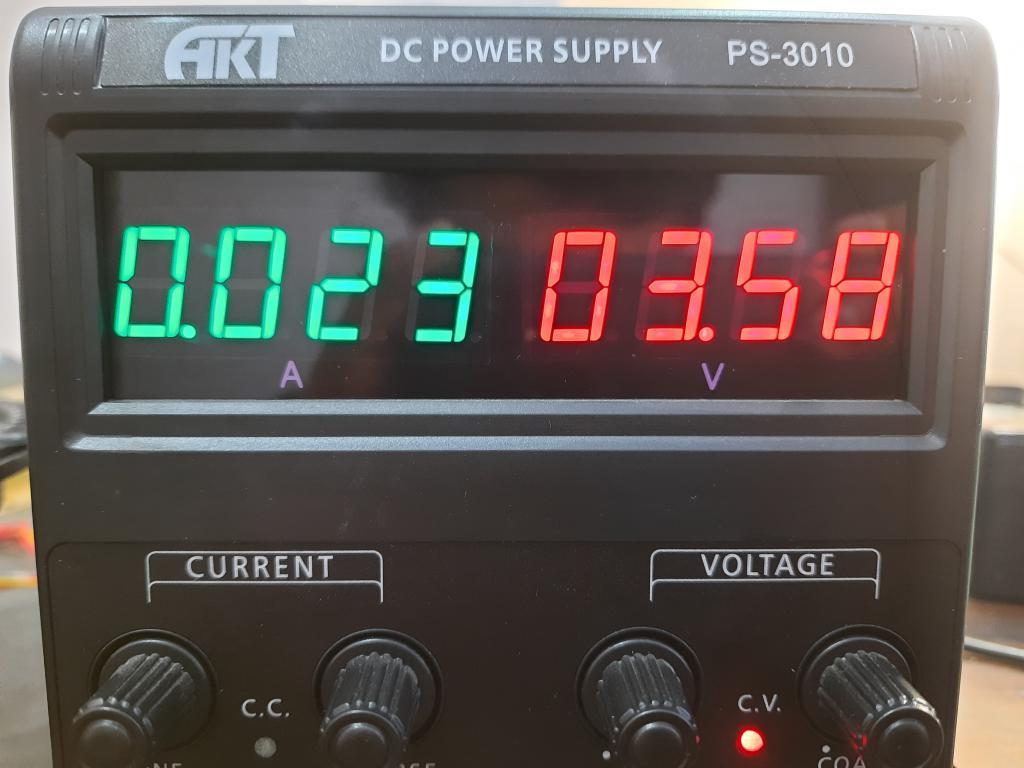 AKT DC POWER SUPPLY PS-3010
0.023 03.58
A V
CURRENT VOLTAGE
C.C. C.V.